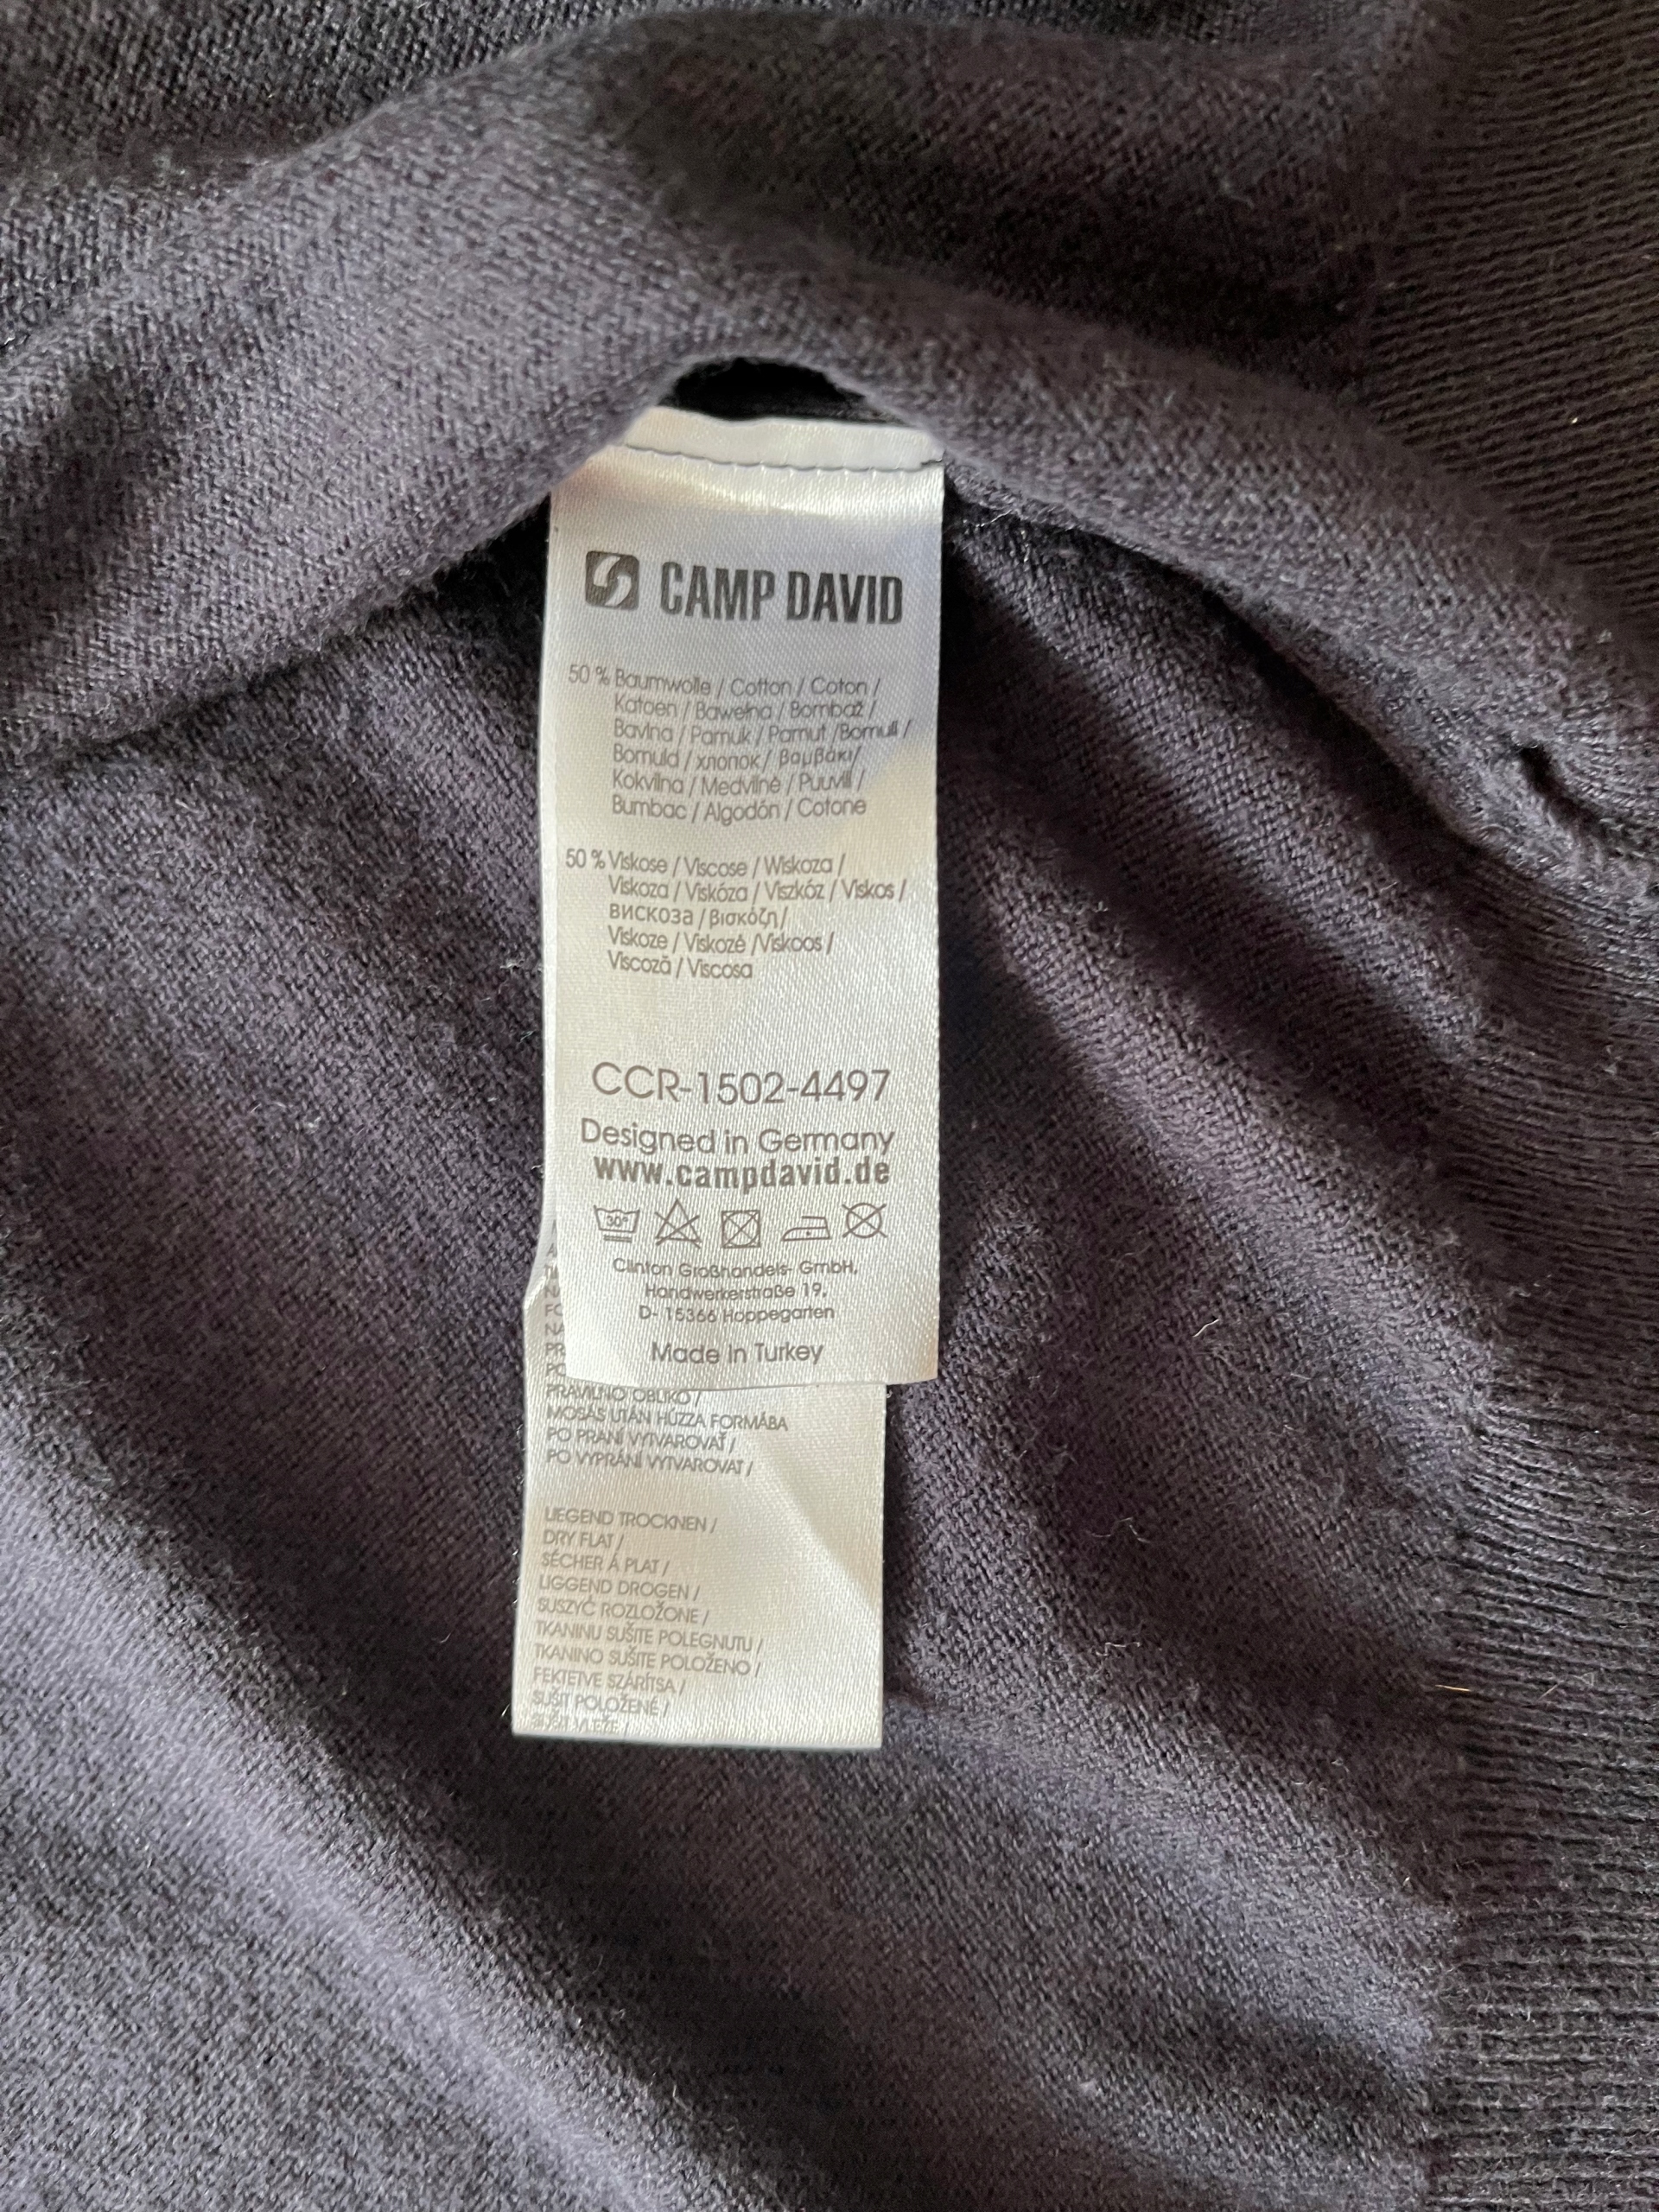 CAMP DAVID
50 % Baumwolle / Cotton / Coton /
Katoen / Bawełna / Bombaž /
Bavlna / Pamuk / Pamut /Bomull /
Bomuld / хлопок / βαμβάκι/
Kokvilna / Medvilné / Puuvill /
Bumbac / Algodón / Cotone
50 % Viskose / Viscose / Wiskoza /
Viskoza / Viskóza / Viszkóz / Viskos /
вискоза / βισκόζη/
Viskoze / Viskozé /Viskoos /
Viscoză / Viscosa
CCR-1502-4497
Designed in Germany
www.campdavid.de
30°
Clinton Großhandels- GmbH,
Handwerkerstraße 19,
D- 15366 Hoppegarten
Made in Turkey
PRAVILNO OBLIKO /
MOSÁS UTÁN HÚZZA FORMÁBA
PO PRANÍ VYTVAROVAŤ /
PO VYPRÁNÍ VYTVAROVAT /
LIEGEND TROCKNEN /
DRY FLAT /
SÉCHER À PLAT /
LIGGEND DROGEN /
SUSZYĆ ROZŁOŻONE /
TKANINU SUŠITE POLEGNUTU /
TKANINO SUŠITE POLOŽENO /
FEKTETVE SZÁRÍTSA /
SUŠIŤ POLOŽENÉ /